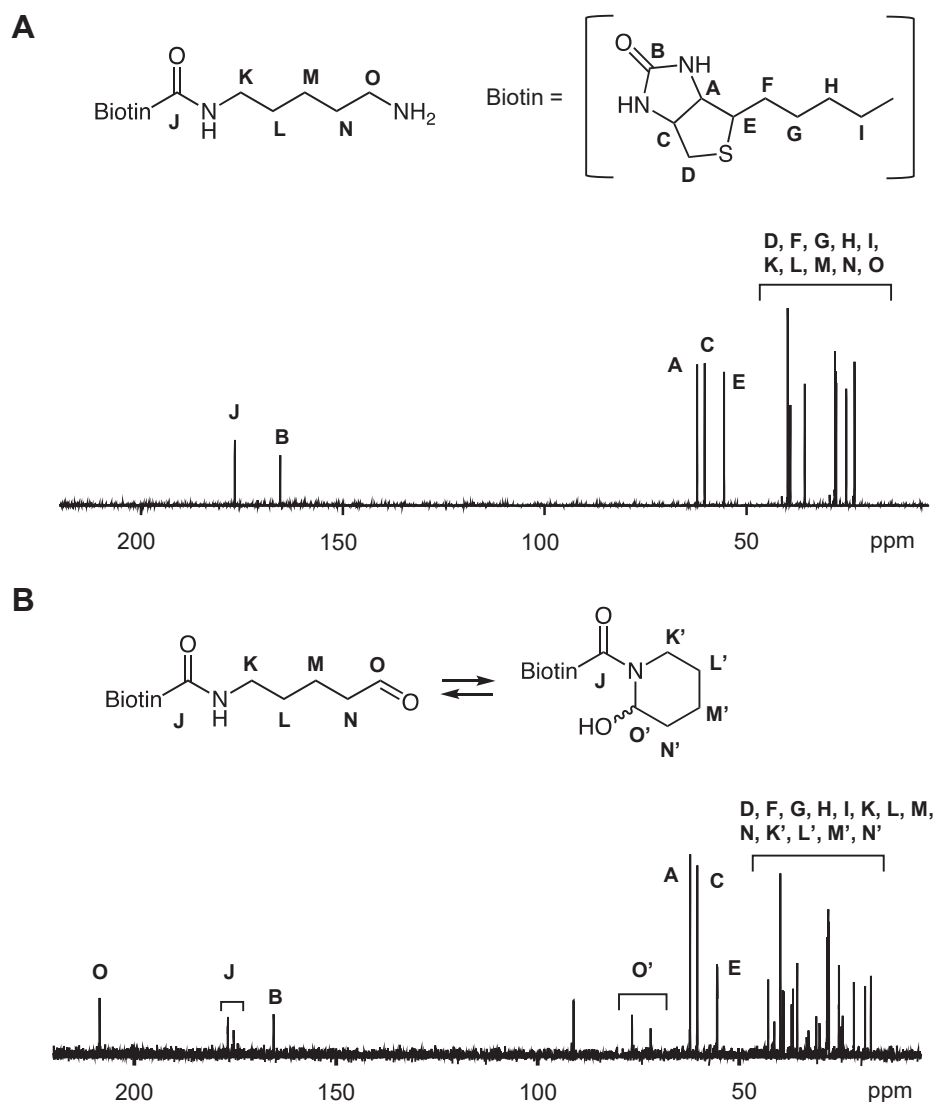 A
O
K M O
Biotin
J N H L N NH2
Biotin =
O B NH
HN A F H
C E G I
D S
D, F, G, H, I,
K, L, M, N, O
C
A E
J
B
200 150 100 50 ppm
B
O
K M O
Biotin
J N H L N O
O
K’
Biotin
J N L’
M’
HO O’
N’
D, F, G, H, I, K, L, M,
N, K’, L’, M’, N’
A C
O J O’ E
B
200 150 100 50 ppm